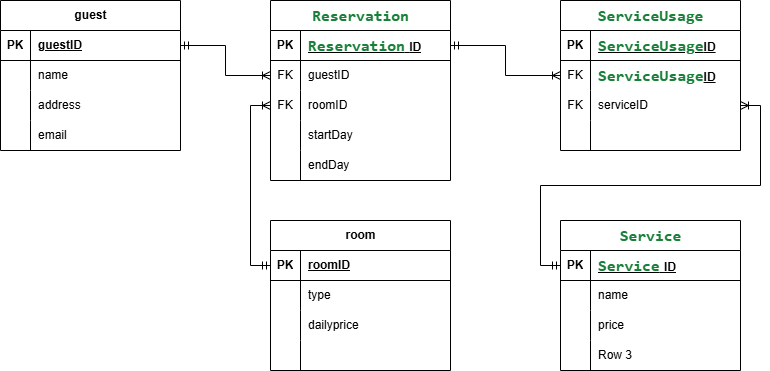 guest
PK guestID
name
address
email
Reservation
PK Reservation ID
FK guestID
FK roomID
startDay
endDay
ServiceUsage
PK ServiceUsageID
FK ServiceUsageID
FK serviceID
room
PK roomID
type
dailyprice
Service
PK Service ID
name
price
Row 3